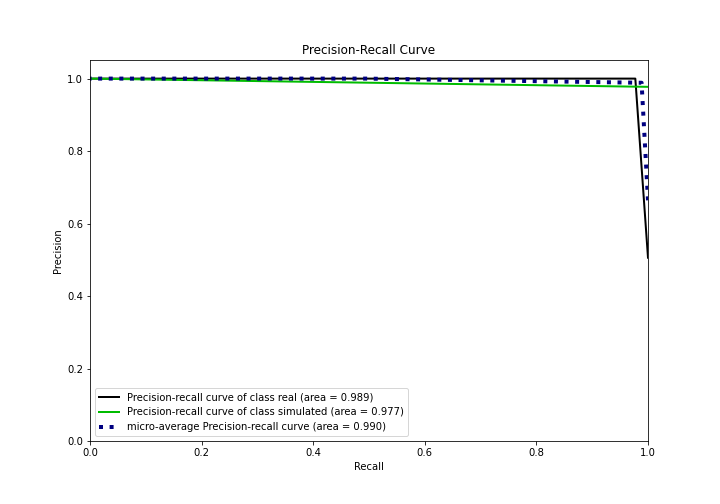 Precision-Recall Curve
1.0
0.8
0.6
0.4
0.2
0.0
Precision
Precision-recall curve of class real (area = 0.989)
Precision-recall curve of class simulated (area = 0.977)
micro-average Precision-recall curve (area = 0.990)
0.0 0.2 0.4 0.6 0.8 1.0
Recall